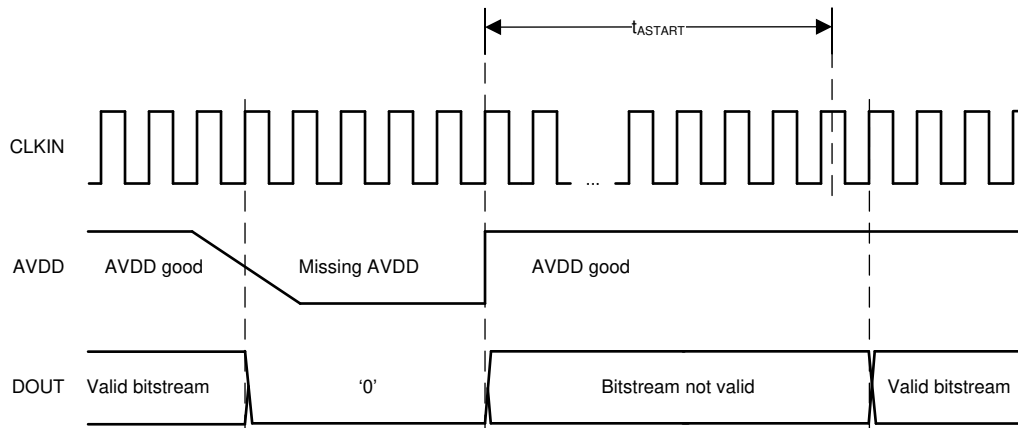 tASTART
CLKIN
...
AVDD AVDD good Missing AVDD AVDD good
DOUT Valid bitstream ‘0’ Bitstream not valid Valid bitstream